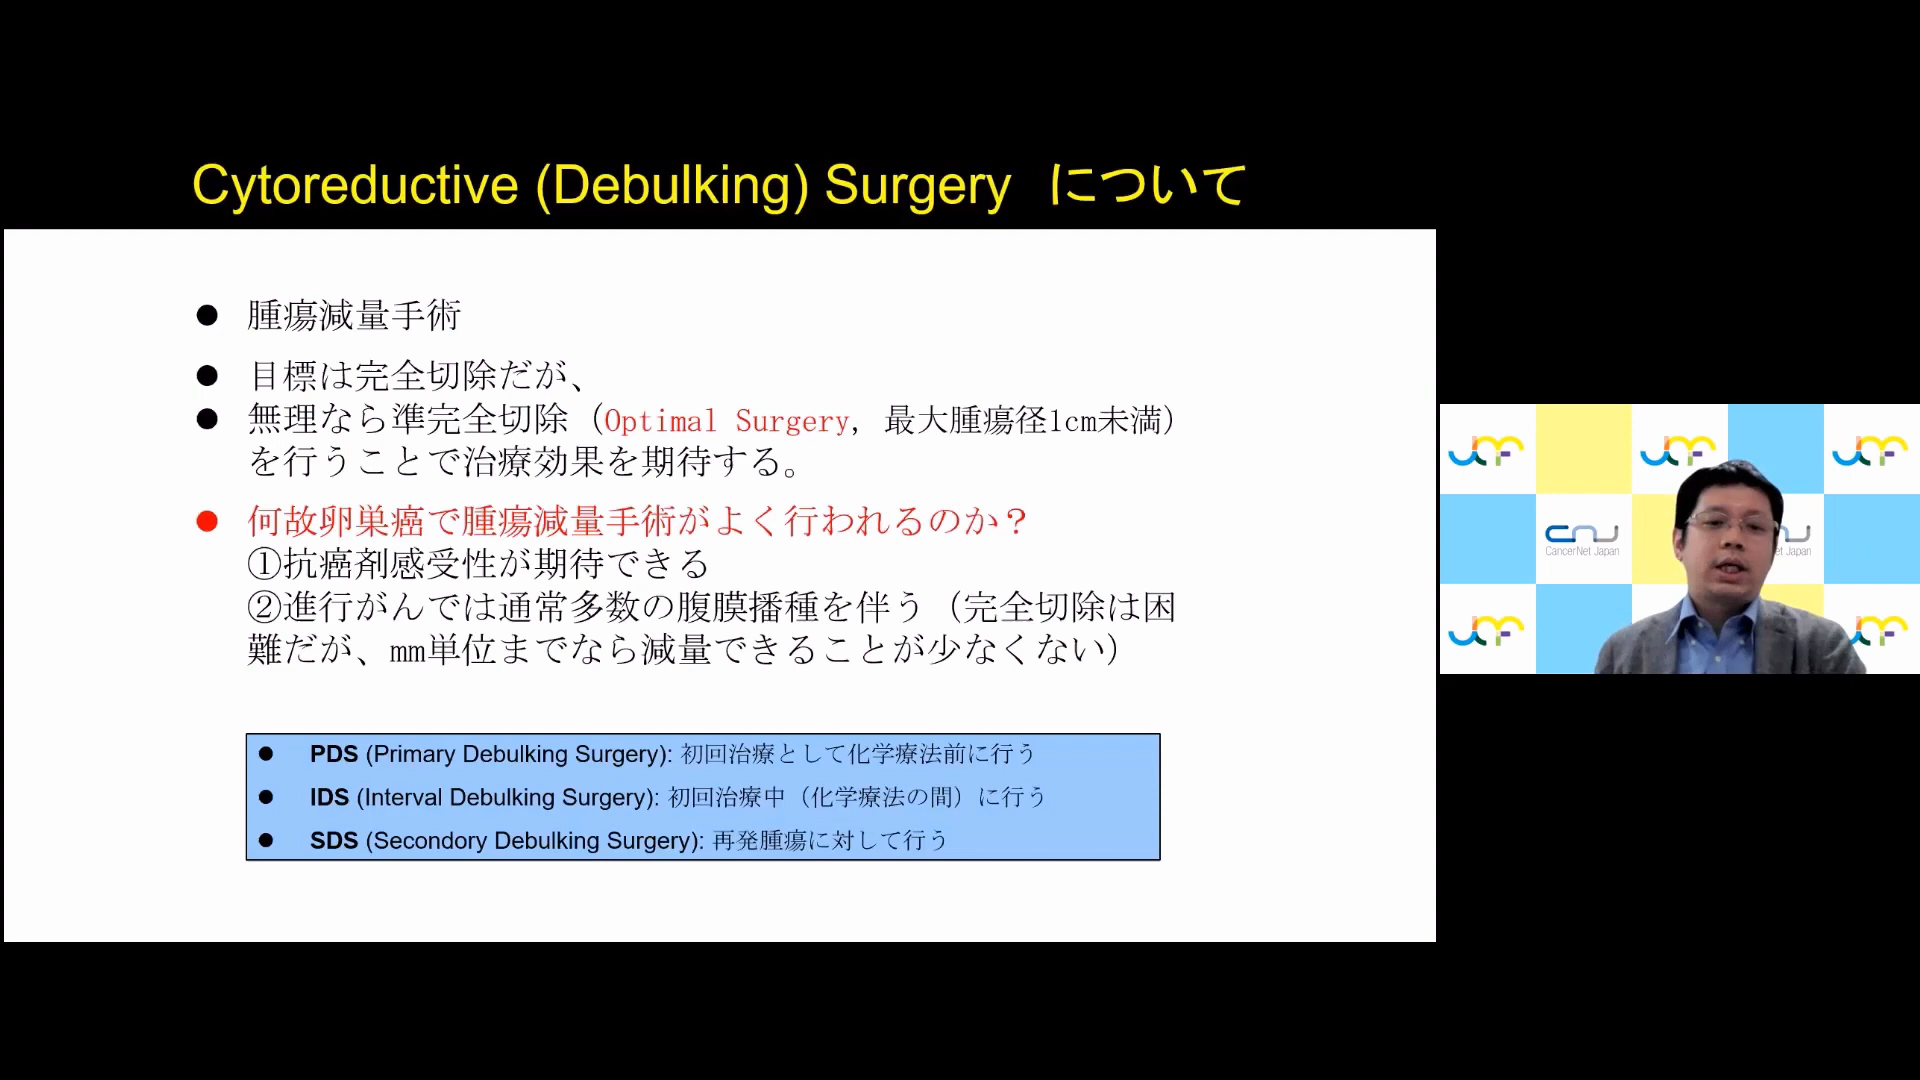 Cytoreductive (Debulking) Surgery について
● 腫瘍減量手術
● 目標は完全切除だが、
● 無理なら準完全切除（Optimal Surgery, 最大腫瘍径1cm未満）
を行うことで治療効果を期待する。
● 何故卵巣癌で腫瘍減量手術がよく行われるのか？
①抗癌剤感受性が期待できる
②進行がんでは通常多数の腹膜播種を伴う（完全切除は困
難だが、mm単位までなら減量できることが少なくない）
● PDS (Primary Debulking Surgery): 初回治療として化学療法前に行う
● IDS (Interval Debulking Surgery): 初回治療中（化学療法の間）に行う
● SDS (Secondory Debulking Surgery): 再発腫瘍に対して行う
CancerNet Japan
et Japan